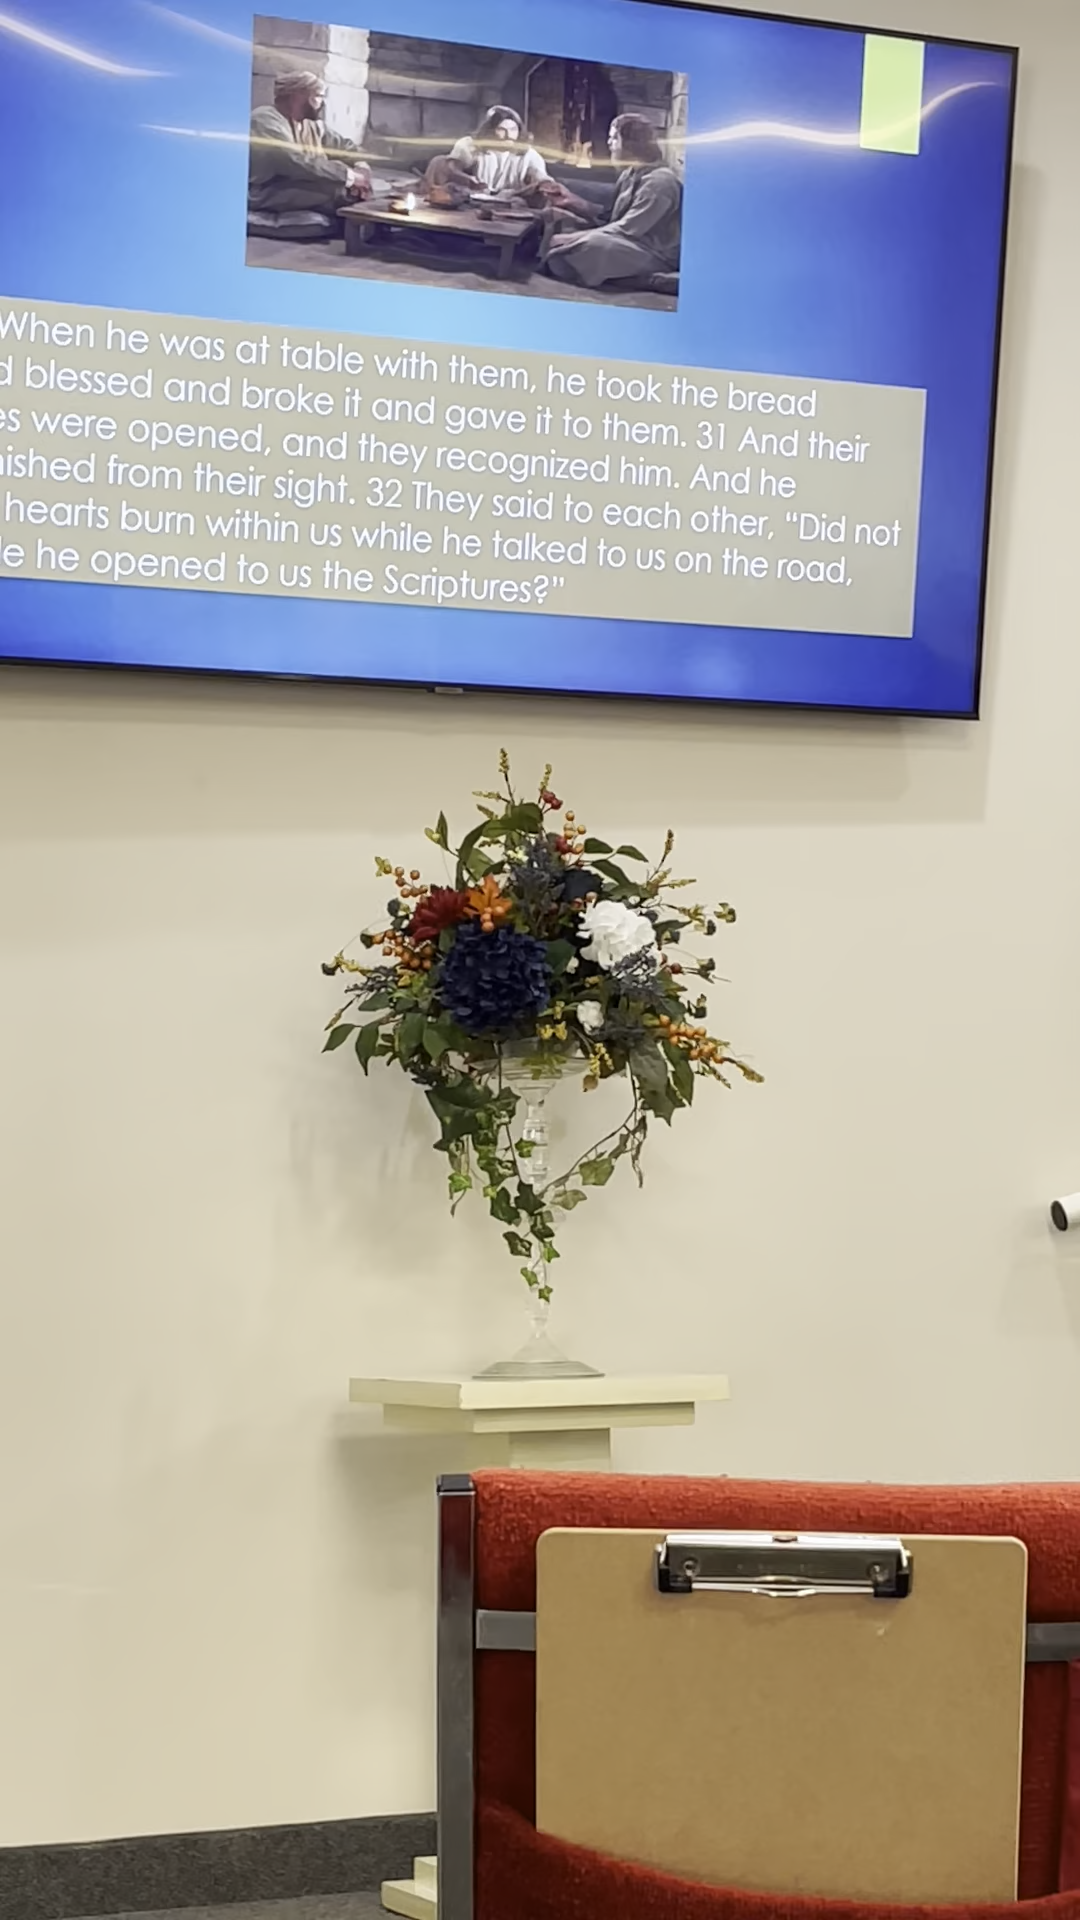 When he was at table with them, he took the bread
blessed and broke it and gave it to them. 31 And their
were opened, and they recognized him. And he
from their sight. 32 They said to each other, “Did not
hearts burn within us while he talked to us on the road,
he opened to us the Scriptures?”